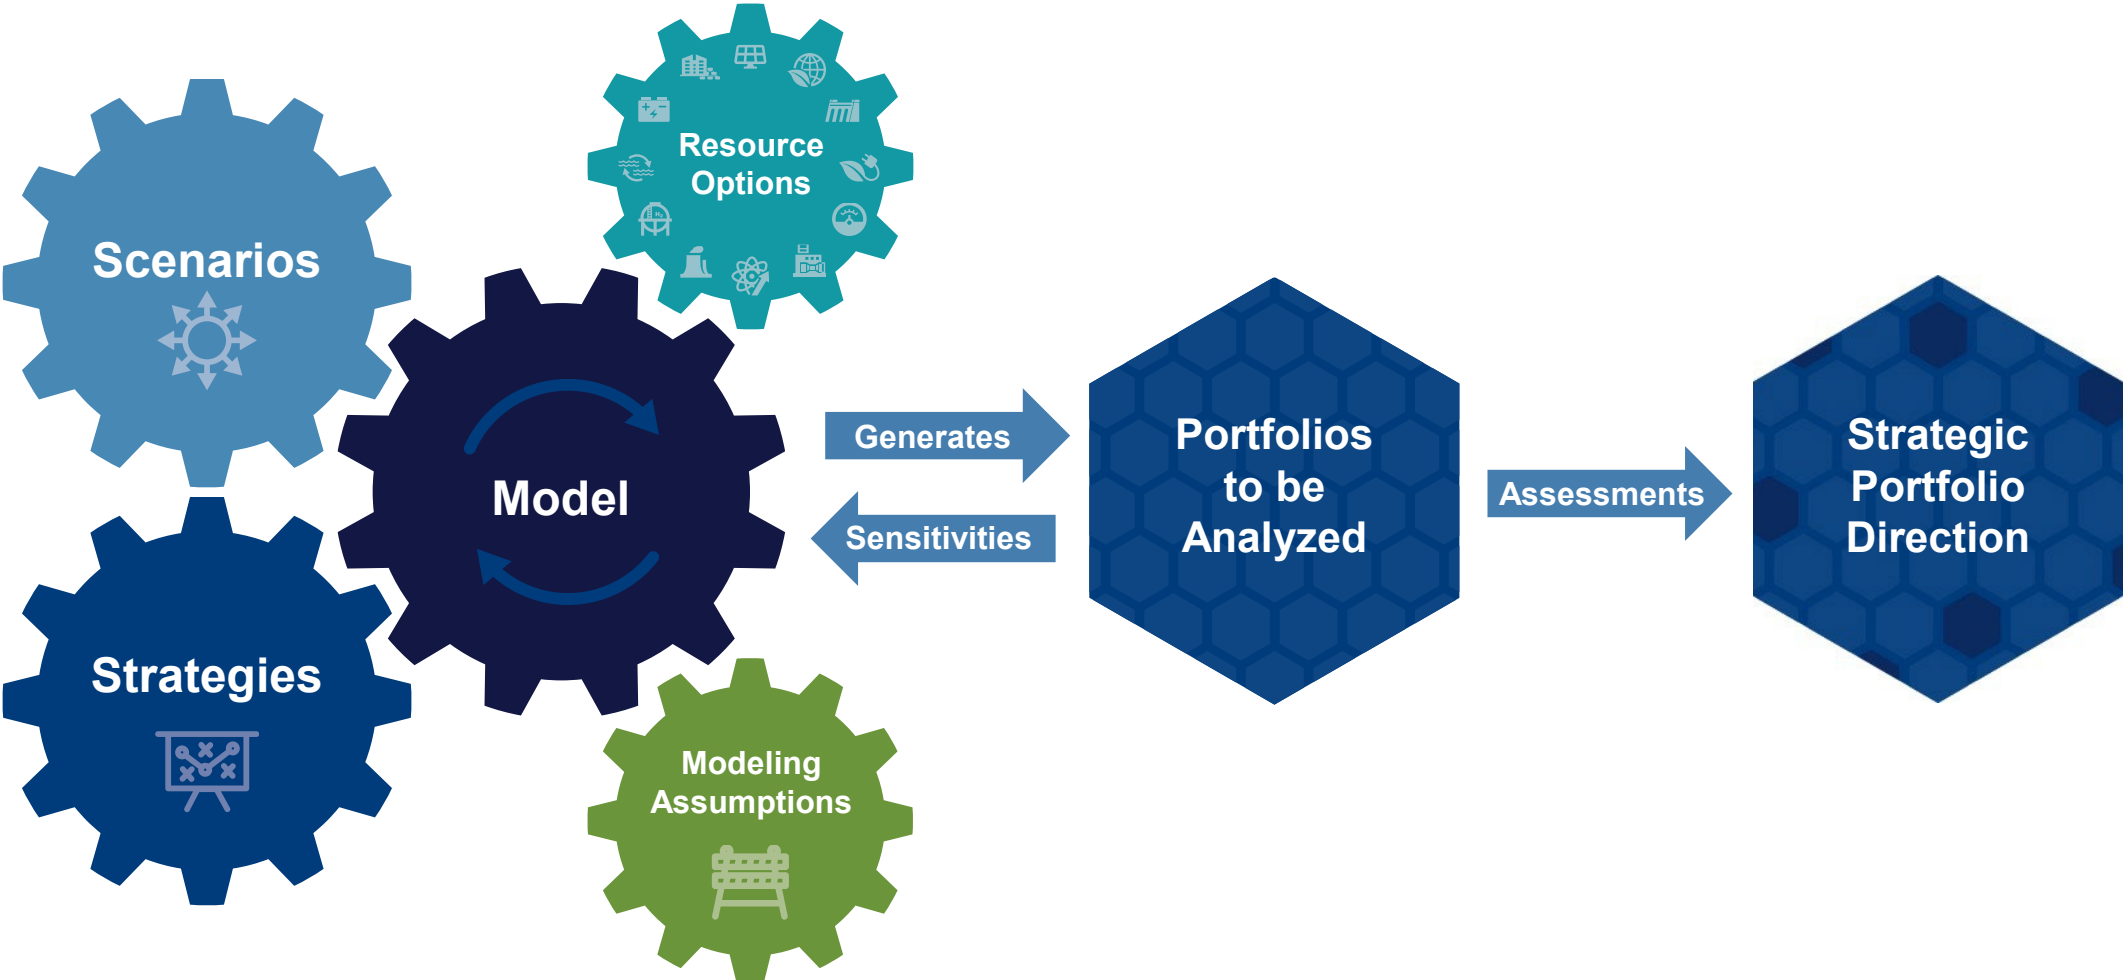 Scenarios
Strategies
Model
Resource
Options
Modeling
Assumptions
Generates
Sensitivities
Portfolios
to be
Analyzed
Assessments
Strategic
Portfolio
Direction